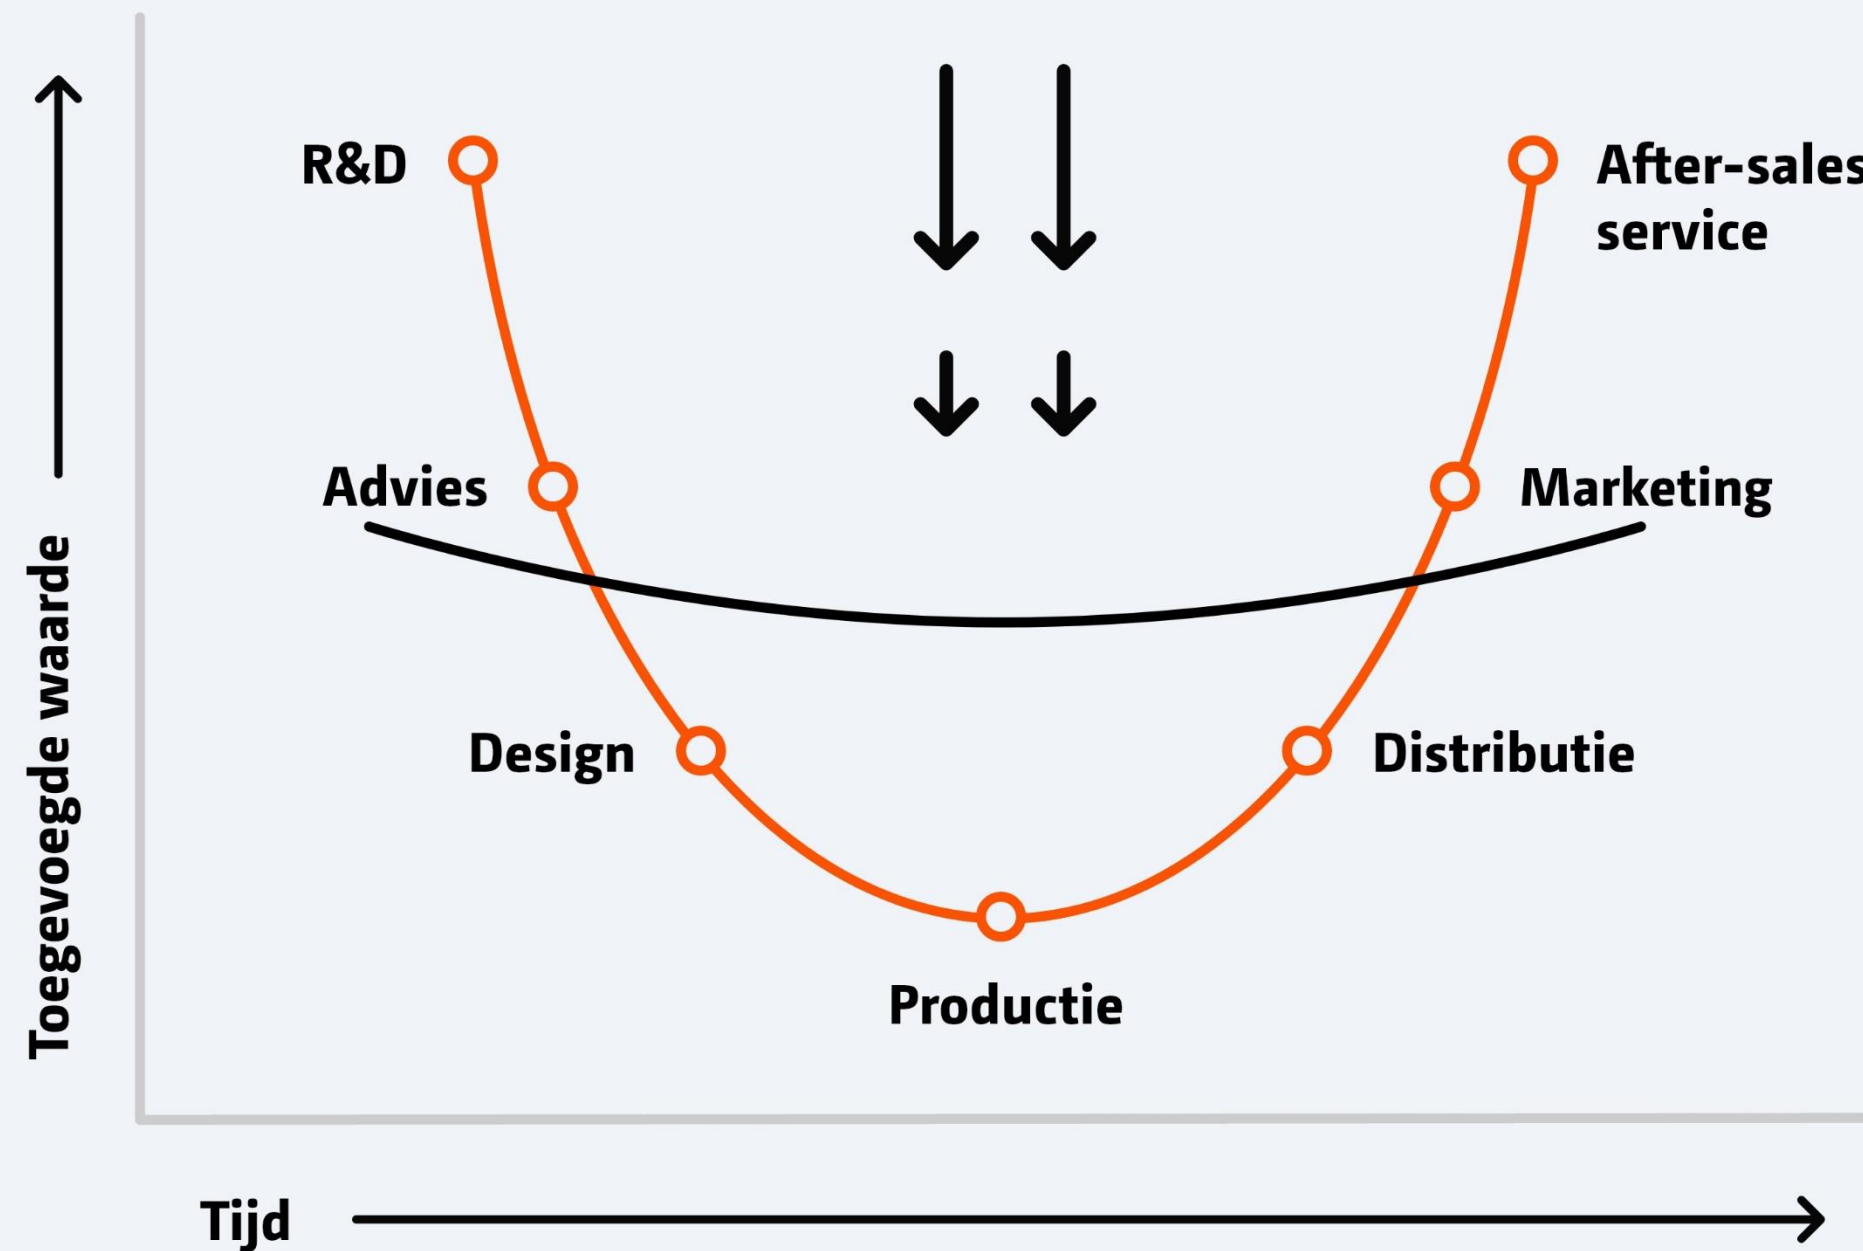 R&D
After-sales
service
Advies
Marketing
Design
Distributie
Productie
Toegevoegde waarde
Tijd